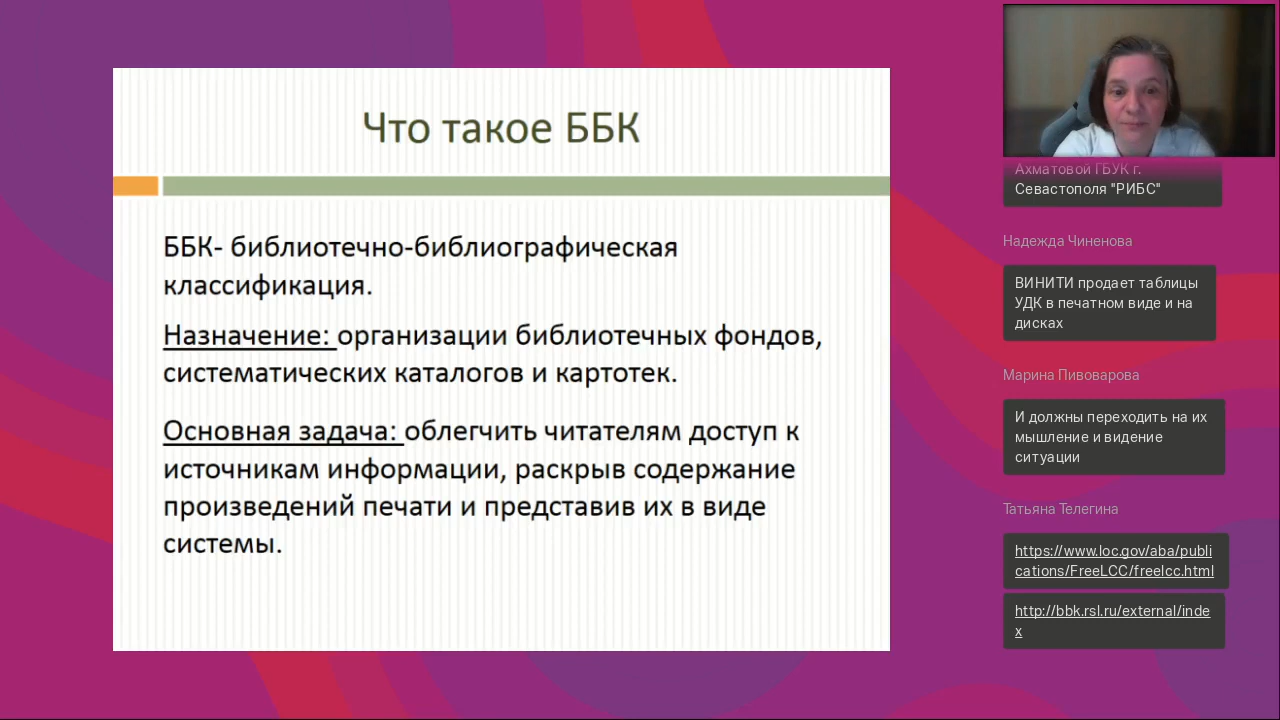 Что такое ББК
ББК- библиотечно-библиографическая
классификация.
Назначение: организации библиотечных фондов,
систематических каталогов и картотек.
Основная задача: облегчить читателям доступ к
источникам информации, раскрыв содержание
произведений печати и представив их в виде
системы.
Ахматовой ГБУК г.
Севастополя "РИБС"
Надежда Чиненова
ВИНИТИ продает таблицы
УДК в печатном виде и на
дисках
Марина Пивоварова
И должны переходить на их
мышление и видение
ситуации
Татьяна Телегина
https://www.loc.gov/aba/publi
cations/FreeLCC/freelcc.html
http://bbk.rsl.ru/external/inde
x